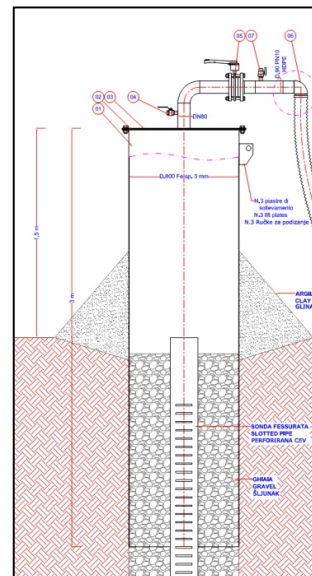 05
07
06
02
03
04
01
D.90 PN10
HDPE
DN80
D.800 Fe sp. 3 mm
N.3 piastre di
sollevamento
N.3 lift plates
N.3 Ručke za podizanje
1,5 m
3 m
ARGIL
CLAY
GLINA
SONDA FESSURATA
SLOTTED PIPE
PERFORIRANA CEV
GHIAIA
GRAVEL
ŠLJUNAK